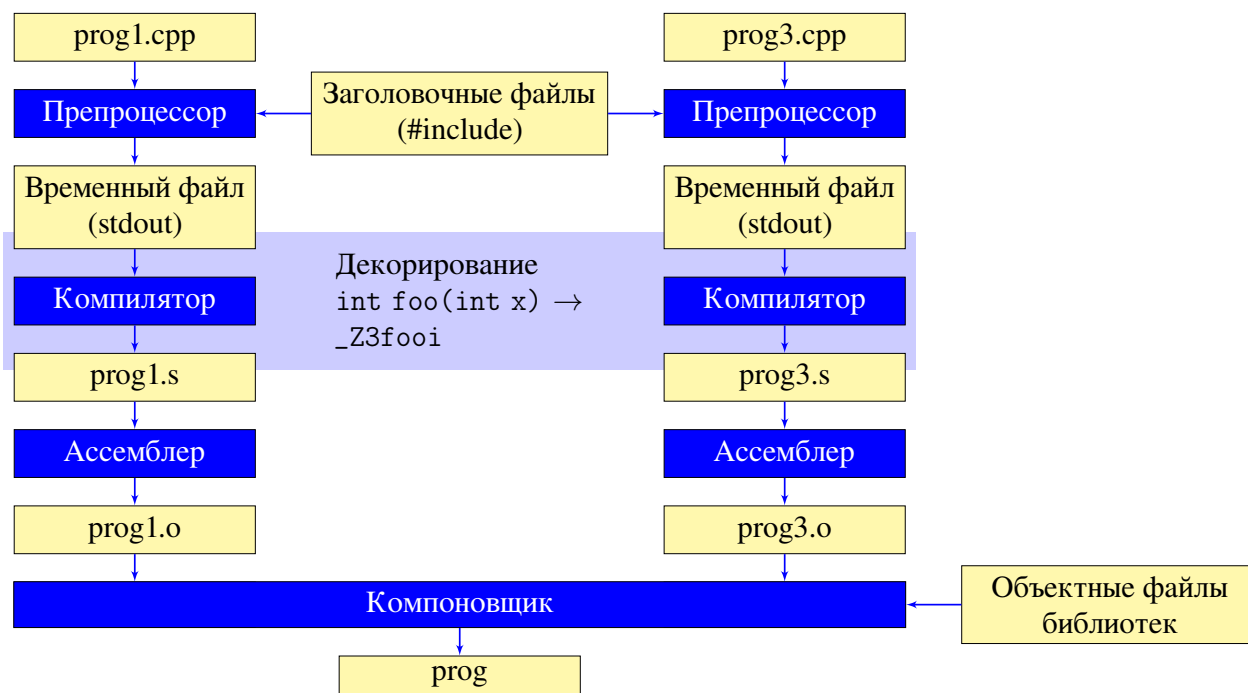 prog1.cpp
prog3.cpp
Препроцессор
Заголовочные файлы
(#include)
Препроцессор
Временный файл
(stdout)
Временный файл
(stdout)
Декорирование
int foo(int x) →
_Z3fooi
Компилятор
Компилятор
prog1.s
prog3.s
Ассемблер
Ассемблер
prog1.o
prog3.o
Компоновщик
Объектные файлы
библиотек
prog